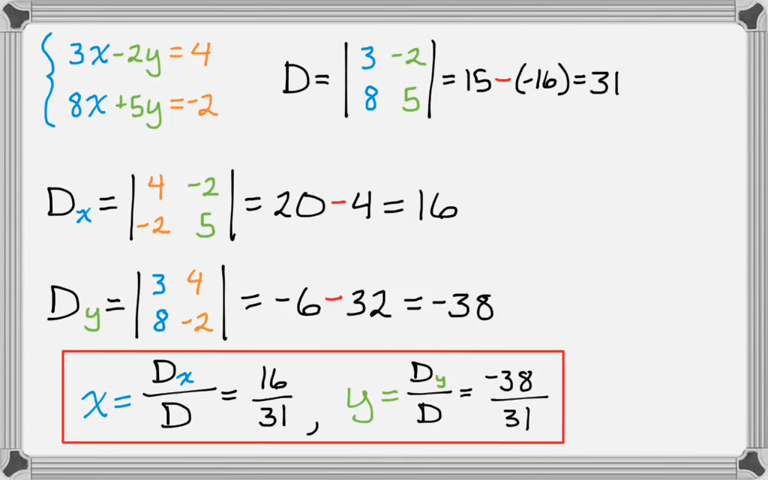 3x-2y=4
8x+5y=-2
D= |3 -2| = 15-(-16)=31
|8 5|
Dx = |4 -2| = 20-4=16
|-2 5|
Dy = |3 4| = -6-32=-38
|8 -2|
x= Dx/D = 16/31 , y= Dy/D = -38/31